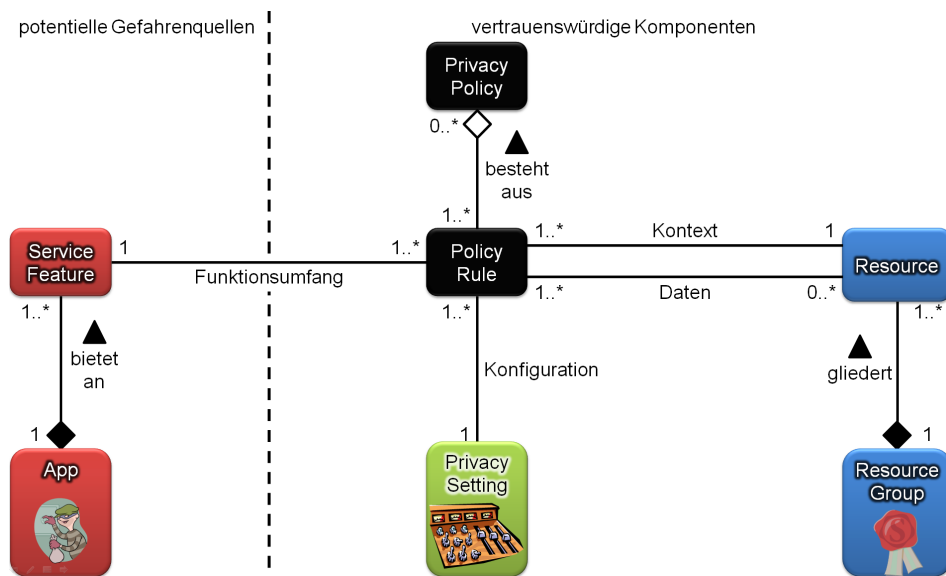 potentielle Gefahrenquellen
vertrauenswürdige Komponenten
Privacy
Policy
0..*
besteht
aus
1..*
Service
Feature
1
1..*
Funktionsumfang
Policy
Rule
1..*
Kontext
1
1..*
Daten
0..*
Resource
1..*
bietet
an
1
App
1..*
Konfiguration
1
Privacy
Setting
1..*
gliedert
1
Resource
Group
S